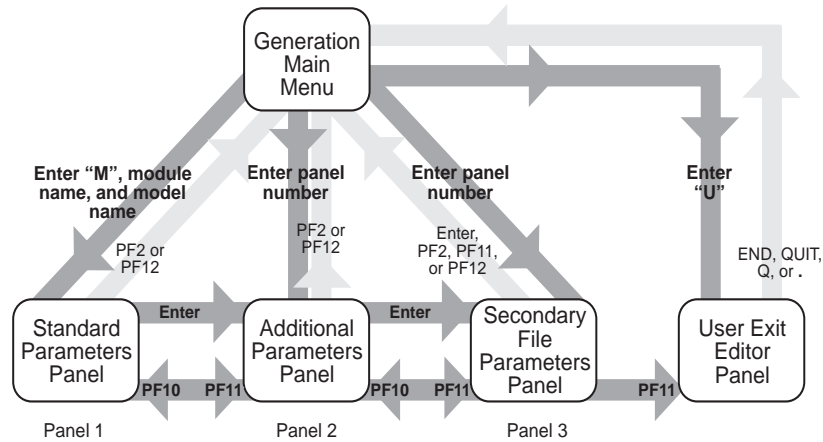 Generation
Main
Menu
Enter “M”, module
name, and model
name
Enter panel
number
Enter panel
number
Enter
“U”
PF2 or
PF12
PF2 or
PF12
Enter,
PF2, PF11,
or PF12
END, QUIT,
Q, or .
Standard
Parameters
Panel
Enter
Additional
Parameters
Panel
Enter
Secondary
File
Parameters
Panel
User Exit
Editor
Panel
PF10
PF11
PF10
PF11
PF11
Panel 1
Panel 2
Panel 3